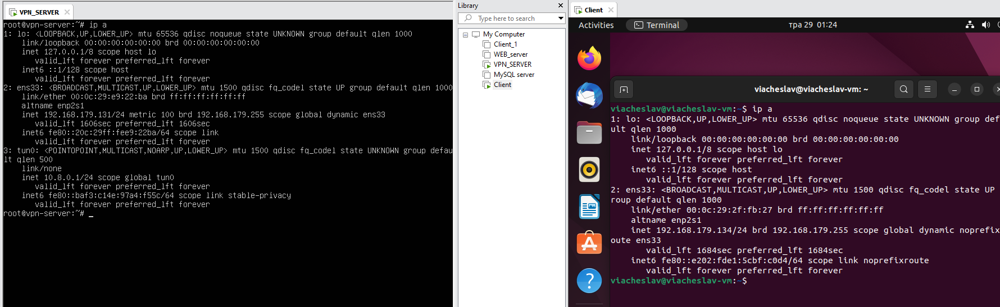 VPN_SERVER
root@vpn-server:~# ip a
1: lo: <LOOPBACK,UP,LOWER_UP> mtu 65536 qdisc noqueue state UNKNOWN group default qlen 1000
link/loopback 00:00:00:00:00:00 brd 00:00:00:00:00:00
inet 127.0.0.1/8 scope host lo
valid_lft forever preferred_lft forever
inet6 ::1/128 scope host
valid_lft forever preferred_lft forever
2: ens33: <BROADCAST,MULTICAST,UP,LOWER_UP> mtu 1500 qdisc fq_codel state UP group default qlen 1000
link/ether 00:0c:29:e9:22:ba brd ff:ff:ff:ff:ff:ff
altname enp2s1
inet 192.168.179.131/24 metric 100 brd 192.168.179.255 scope global dynamic ens33
valid_lft 1606sec preferred_lft 1606sec
inet6 fe80::20c:29ff:fee9:22ba/64 scope link
valid_lft forever preferred_lft forever
3: tun0: <POINTOPOINT,MULTICAST,NOARP,UP,LOWER_UP> mtu 1500 qdisc fq_codel state UNKNOWN group defau
lt qlen 500
link/none
inet 10.8.0.1/24 scope global tun0
valid_lft forever preferred_lft forever
inet6 fe80::baf3:c14e:97a4:f55c/64 scope link stable-privacy
valid_lft forever preferred_lft forever
root@vpn-server:~# _
Library
Type here to search
My Computer
Client_1
WEB_server
VPN_SERVER
MySQL server
Client
Client
Activities
Terminal
тра 29 01:24
viacheslav@viacheslav-vm: ~
viacheslav@viacheslav-vm:~$ ip a
1: lo: <LOOPBACK,UP,LOWER_UP> mtu 65536 qdisc noqueue state UNKNOWN group def
ult qlen 1000
link/loopback 00:00:00:00:00:00 brd 00:00:00:00:00:00
inet 127.0.0.1/8 scope host lo
valid_lft forever preferred_lft forever
inet6 ::1/128 scope host
valid_lft forever preferred_lft forever
2: ens33: <BROADCAST,MULTICAST,UP,LOWER_UP> mtu 1500 qdisc fq_codel state UP
roup default qlen 1000
link/ether 00:0c:29:2f:fb:27 brd ff:ff:ff:ff:ff:ff
altname enp2s1
inet 192.168.179.134/24 brd 192.168.179.255 scope global dynamic noprefix
route ens33
valid_lft 1684sec preferred_lft 1684sec
inet6 fe80::e202:fde1:5cbf:c0d4/64 scope link noprefixroute
valid_lft forever preferred_lft forever
viacheslav@viacheslav-vm:~$